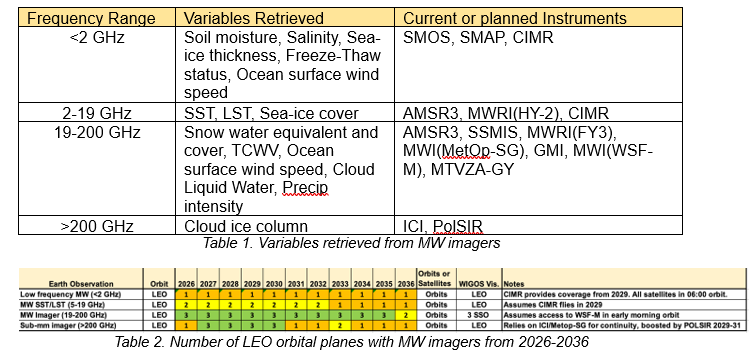 Frequency Range Variables Retrieved Current or planned Instruments
<2 GHz Soil moisture, Salinity, Sea- SMOS, SMAP, CIMR
ice thickness, Freeze-Thaw
status, Ocean surface wind
speed
2-19 GHz SST, LST, Sea-ice cover AMSR3, MWRI(HY-2), CIMR
19-200 GHz Snow water equivalent and AMSR3, SSMIS, MWRI(FY3),
cover, TCWV, Ocean MWI(MetOp-SG), GMI, MWI(WSF-
surface wind speed, Cloud M), MTVZA-GY
Liquid Water, Precip
intensity
>200 GHz Cloud ice column ICI, PolSIR
Table 1. Variables retrieved from MW imagers
Orbits or
Earth Observation Orbit 2026 2027 2028 2029 2030 2031 2032 2033 2034 2035 2036 Satellites WIGOS Vis. Notes
Low frequency MW (<2 GHz) LEO 1 1 1 1 1 1 1 1 1 1 1 Orbits LEO CIMR provides coverage from 2029. All satellites in 06:00 orbit.
MW SST/LST (5-19 GHz) LEO 2 2 2 2 2 2 2 1 1 1 1 Orbits LEO Assumes CIMR flies in 2029
MW Imager (19-200 GHz) LEO 3 3 3 3 3 3 3 3 3 3 2 Orbits 3 SSO Assumes access to WSF-M in early morning orbit
Sub-mm imager (>200 GHz) LEO 1 3 3 3 3 1 1 2 1 1 1 Orbits LEO Relies on ICI/Metop-SG for continuity, boosted by POLSIR 2029-31
Table 2. Number of LEO orbital planes with MW imagers from 2026-2036